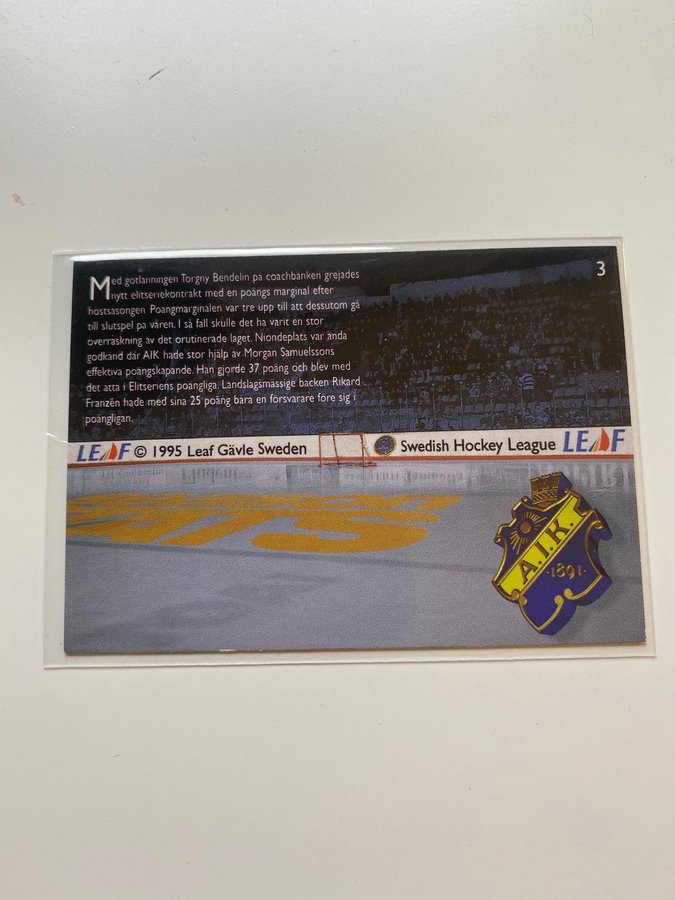 3
Med gotlänningen Torgny Bendelin på coachbanken grejades
nytt elitseriekontrakt med en poängs marginal efter
höstsäsongen. Poängmarginalen var tre upp till att dessutom gå
till slutspel på våren. I så fall skulle det ha varit en stor
överraskning av det orutinerade laget. Niondeplats var ändå
godkänd där AIK hade stor hjälp av Morgan Samuelssons
effektiva poängskapande. Han gjorde 37 poäng och blev med
det åtta i Elitseriens poängliga. Landslagsmässige backen Rikard
Franzén hade med sina 25 poäng bara en försvarare före sig i
poängligan.
LEAF © 1995 Leaf Gävle Sweden Swedish Hockey League LEAF
A.I.K.
·1891·